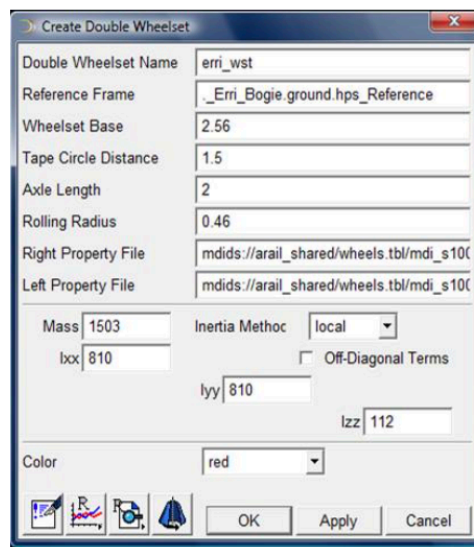 Create Double Wheelset
Double Wheelset Name erri_wst
Reference Frame ._Erri_Bogie.ground.hps_Reference
Wheelset Base 2.56
Tape Circle Distance 1.5
Axle Length 2
Rolling Radius 0.46
Right Property File mdids://arail_shared/wheels.tbl/mdi_s100
Left Property File mdids://arail_shared/wheels.tbl/mdi_s100
Mass 1503 Inertia Methoc local
Ixx 810 Off-Diagonal Terms
Iyy 810
Izz 112
Color red
OK Apply Cancel